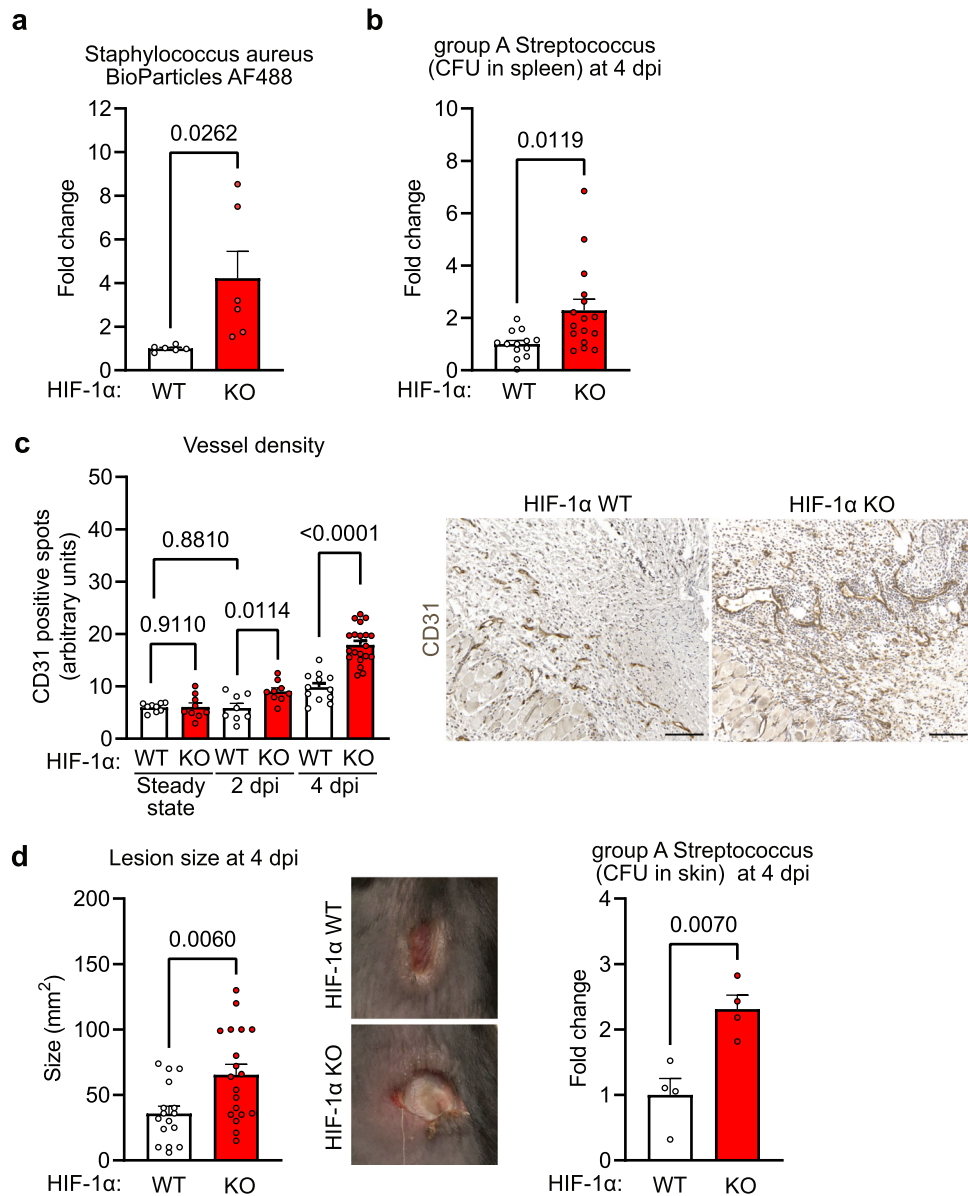 a
Staphylococcus aureus
BioParticles AF488
Fold change
12
10
8
6
4
2
0
0.0262
HIF-1α: WT KO
b
group A Streptococcus
(CFU in spleen) at 4 dpi
Fold change
10
8
6
4
2
0
0.0119
HIF-1α: WT KO
c
Vessel density
CD31 positive spots
(arbitrary units)
50
40
30
20
10
0
0.9110
0.8810
0.0114
<0.0001
HIF-1α: WT KO WT KO WT KO
Steady
state
2 dpi
4 dpi
HIF-1α WT
HIF-1α KO
CD31
d
Lesion size at 4 dpi
Size (mm²)
200
150
100
50
0
0.0060
HIF-1α: WT KO
HIF-1α WT
HIF-1α KO
group A Streptococcus
(CFU in skin) at 4 dpi
Fold change
4
3
2
1
0
0.0070
HIF-1α: WT KO